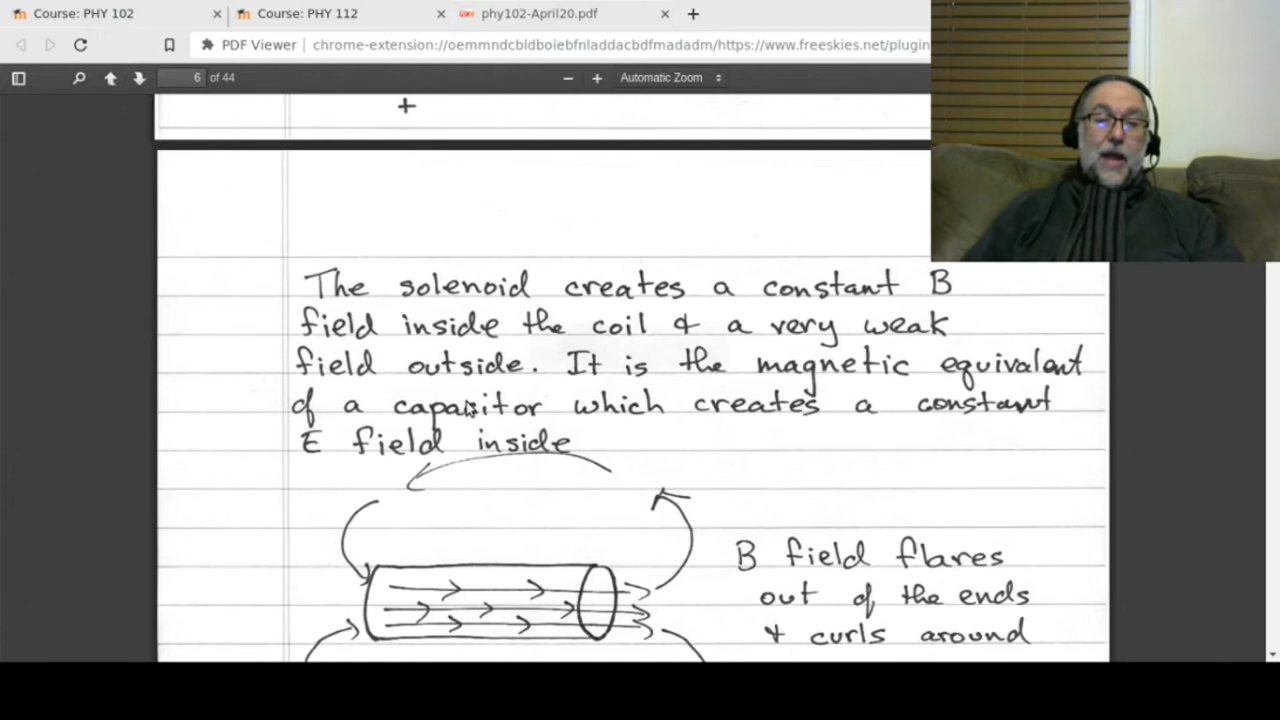 Course: PHY 102
Course: PHY 112
phy102-April20.pdf
PDF Viewer
chrome-extension://oemmndcbldboiebfnladdacbdfmadadm/https://www.freeskies.net/plugin
6 of 44
Automatic Zoom
+
The solenoid creates a constant B
field inside the coil & a very weak
field outside. It is the magnetic equivalent
of a capacitor which creates a constant
E field inside
B field flares
out of the ends
& curls around